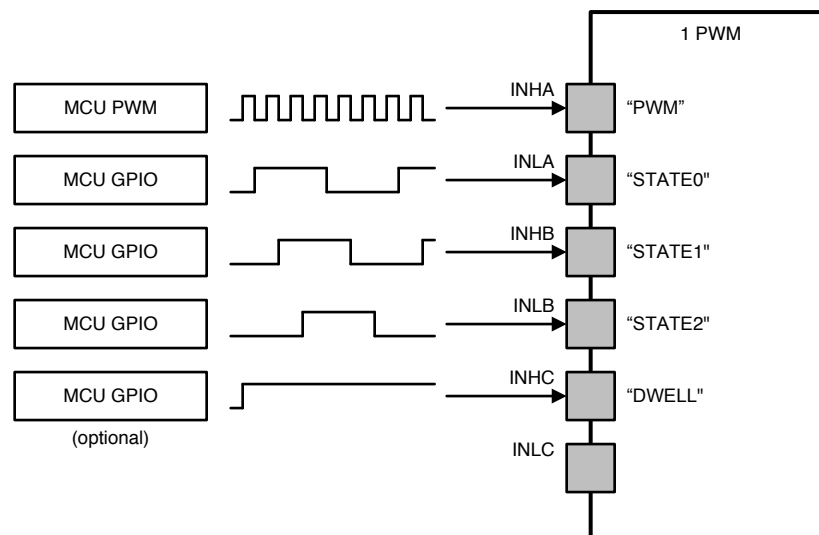 1 PWM
MCU PWM
INHA
“PWM”
MCU GPIO
INLA
“STATE0"
MCU GPIO
INHB
“STATE1"
MCU GPIO
INLB
“STATE2"
MCU GPIO
INHC
“DWELL"
(optional)
INLC